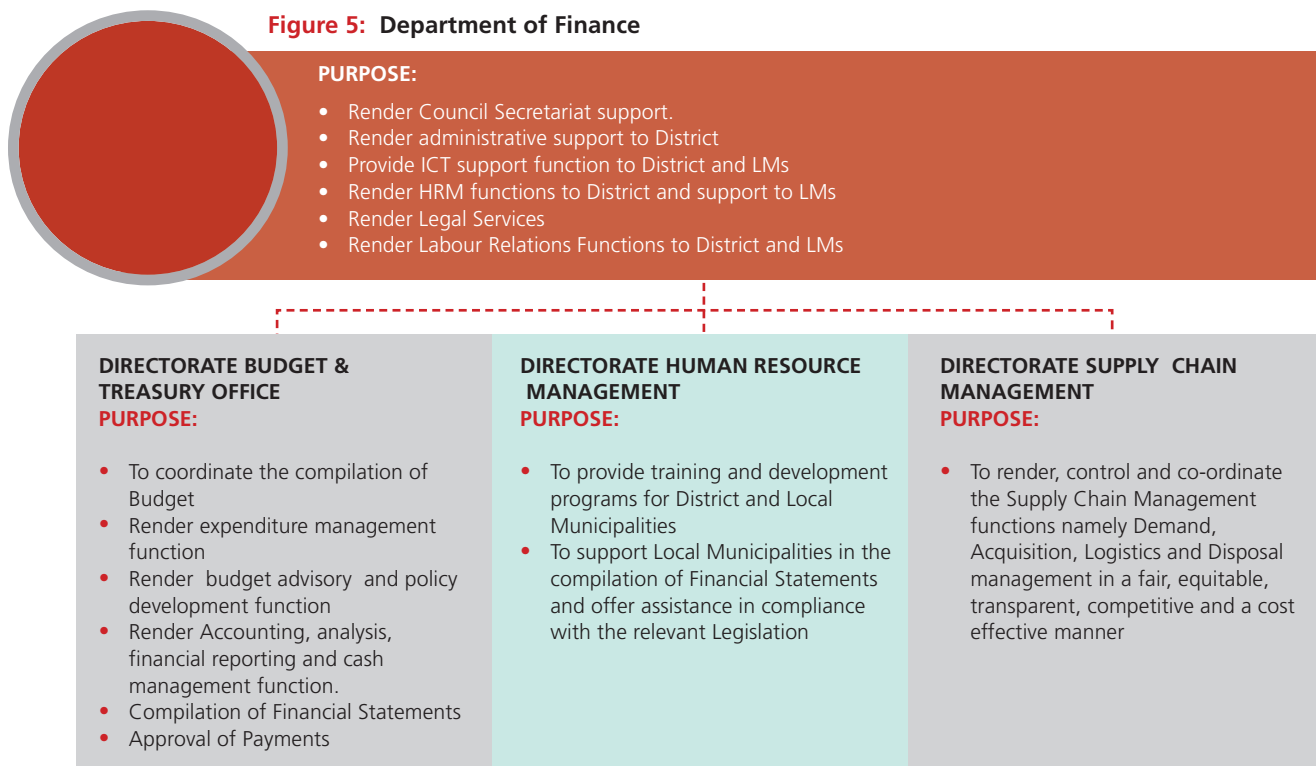 Figure 5: Department of Finance
PURPOSE:
• Render Council Secretariat support.
• Render administrative support to District
• Provide ICT support function to District and LMs
• Render HRM functions to District and support to LMs
• Render Legal Services
• Render Labour Relations Functions to District and LMs
DIRECTORATE BUDGET &
TREASURY OFFICE
PURPOSE:
• To coordinate the compilation of
Budget
• Render expenditure management
function
• Render budget advisory and policy
development function
• Render Accounting, analysis,
financial reporting and cash
management function.
• Compilation of Financial Statements
• Approval of Payments
DIRECTORATE HUMAN RESOURCE
MANAGEMENT
PURPOSE:
• To provide training and development
programs for District and Local
Municipalities
• To support Local Municipalities in the
compilation of Financial Statements
and offer assistance in compliance
with the relevant Legislation
DIRECTORATE SUPPLY CHAIN
MANAGEMENT
PURPOSE:
• To render, control and co-ordinate
the Supply Chain Management
functions namely Demand,
Acquisition, Logistics and Disposal
management in a fair, equitable,
transparent, competitive and a cost
effective manner